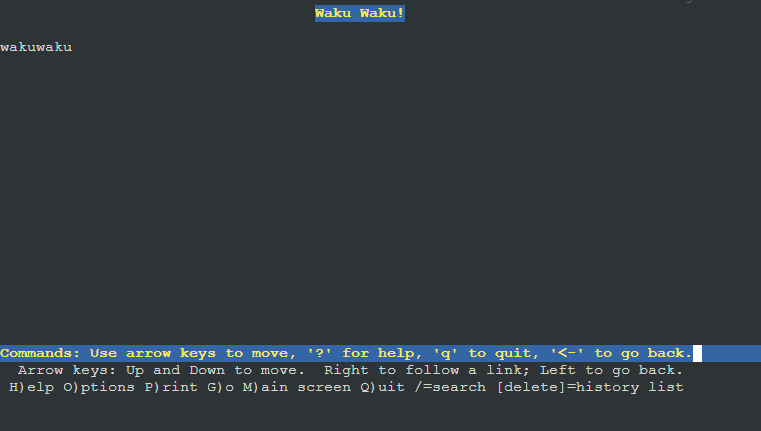 Waku Waku!
wakuwaku
Commands: Use arrow keys to move, '?' for help, 'q' to quit, '<-' to go back.
Arrow keys: Up and Down to move.  Right to follow a link; Left to go back.
H)elp O)ptions P)rint G)o M)ain screen Q)uit /=search [delete]=history list